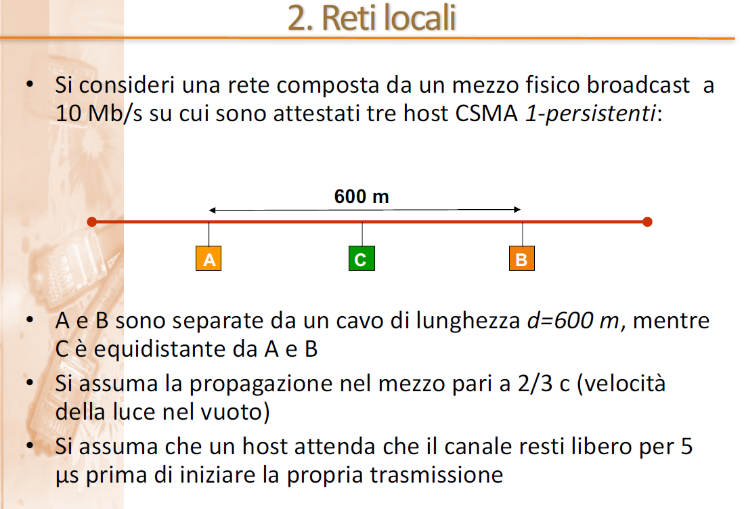 2. Reti locali
• Si consideri una rete composta da un mezzo fisico broadcast a
10 Mb/s su cui sono attestati tre host CSMA 1-persistenti:
600 m
A C B
• A e B sono separate da un cavo di lunghezza d=600 m, mentre
C è equidistante da A e B
• Si assuma la propagazione nel mezzo pari a 2/3 c (velocità
della luce nel vuoto)
• Si assuma che un host attenda che il canale resti libero per 5
μs prima di iniziare la propria trasmissione